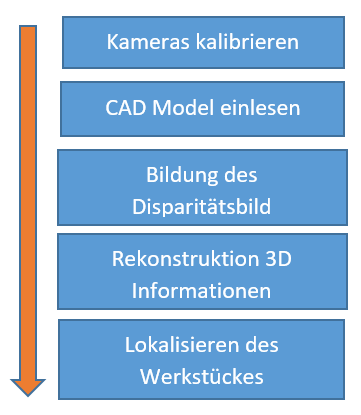 Kameras kalibrieren
CAD Model einlesen
Bildung des
Disparitätsbild
Rekonstruktion 3D
Informationen
Lokalisieren des
Werkstückes